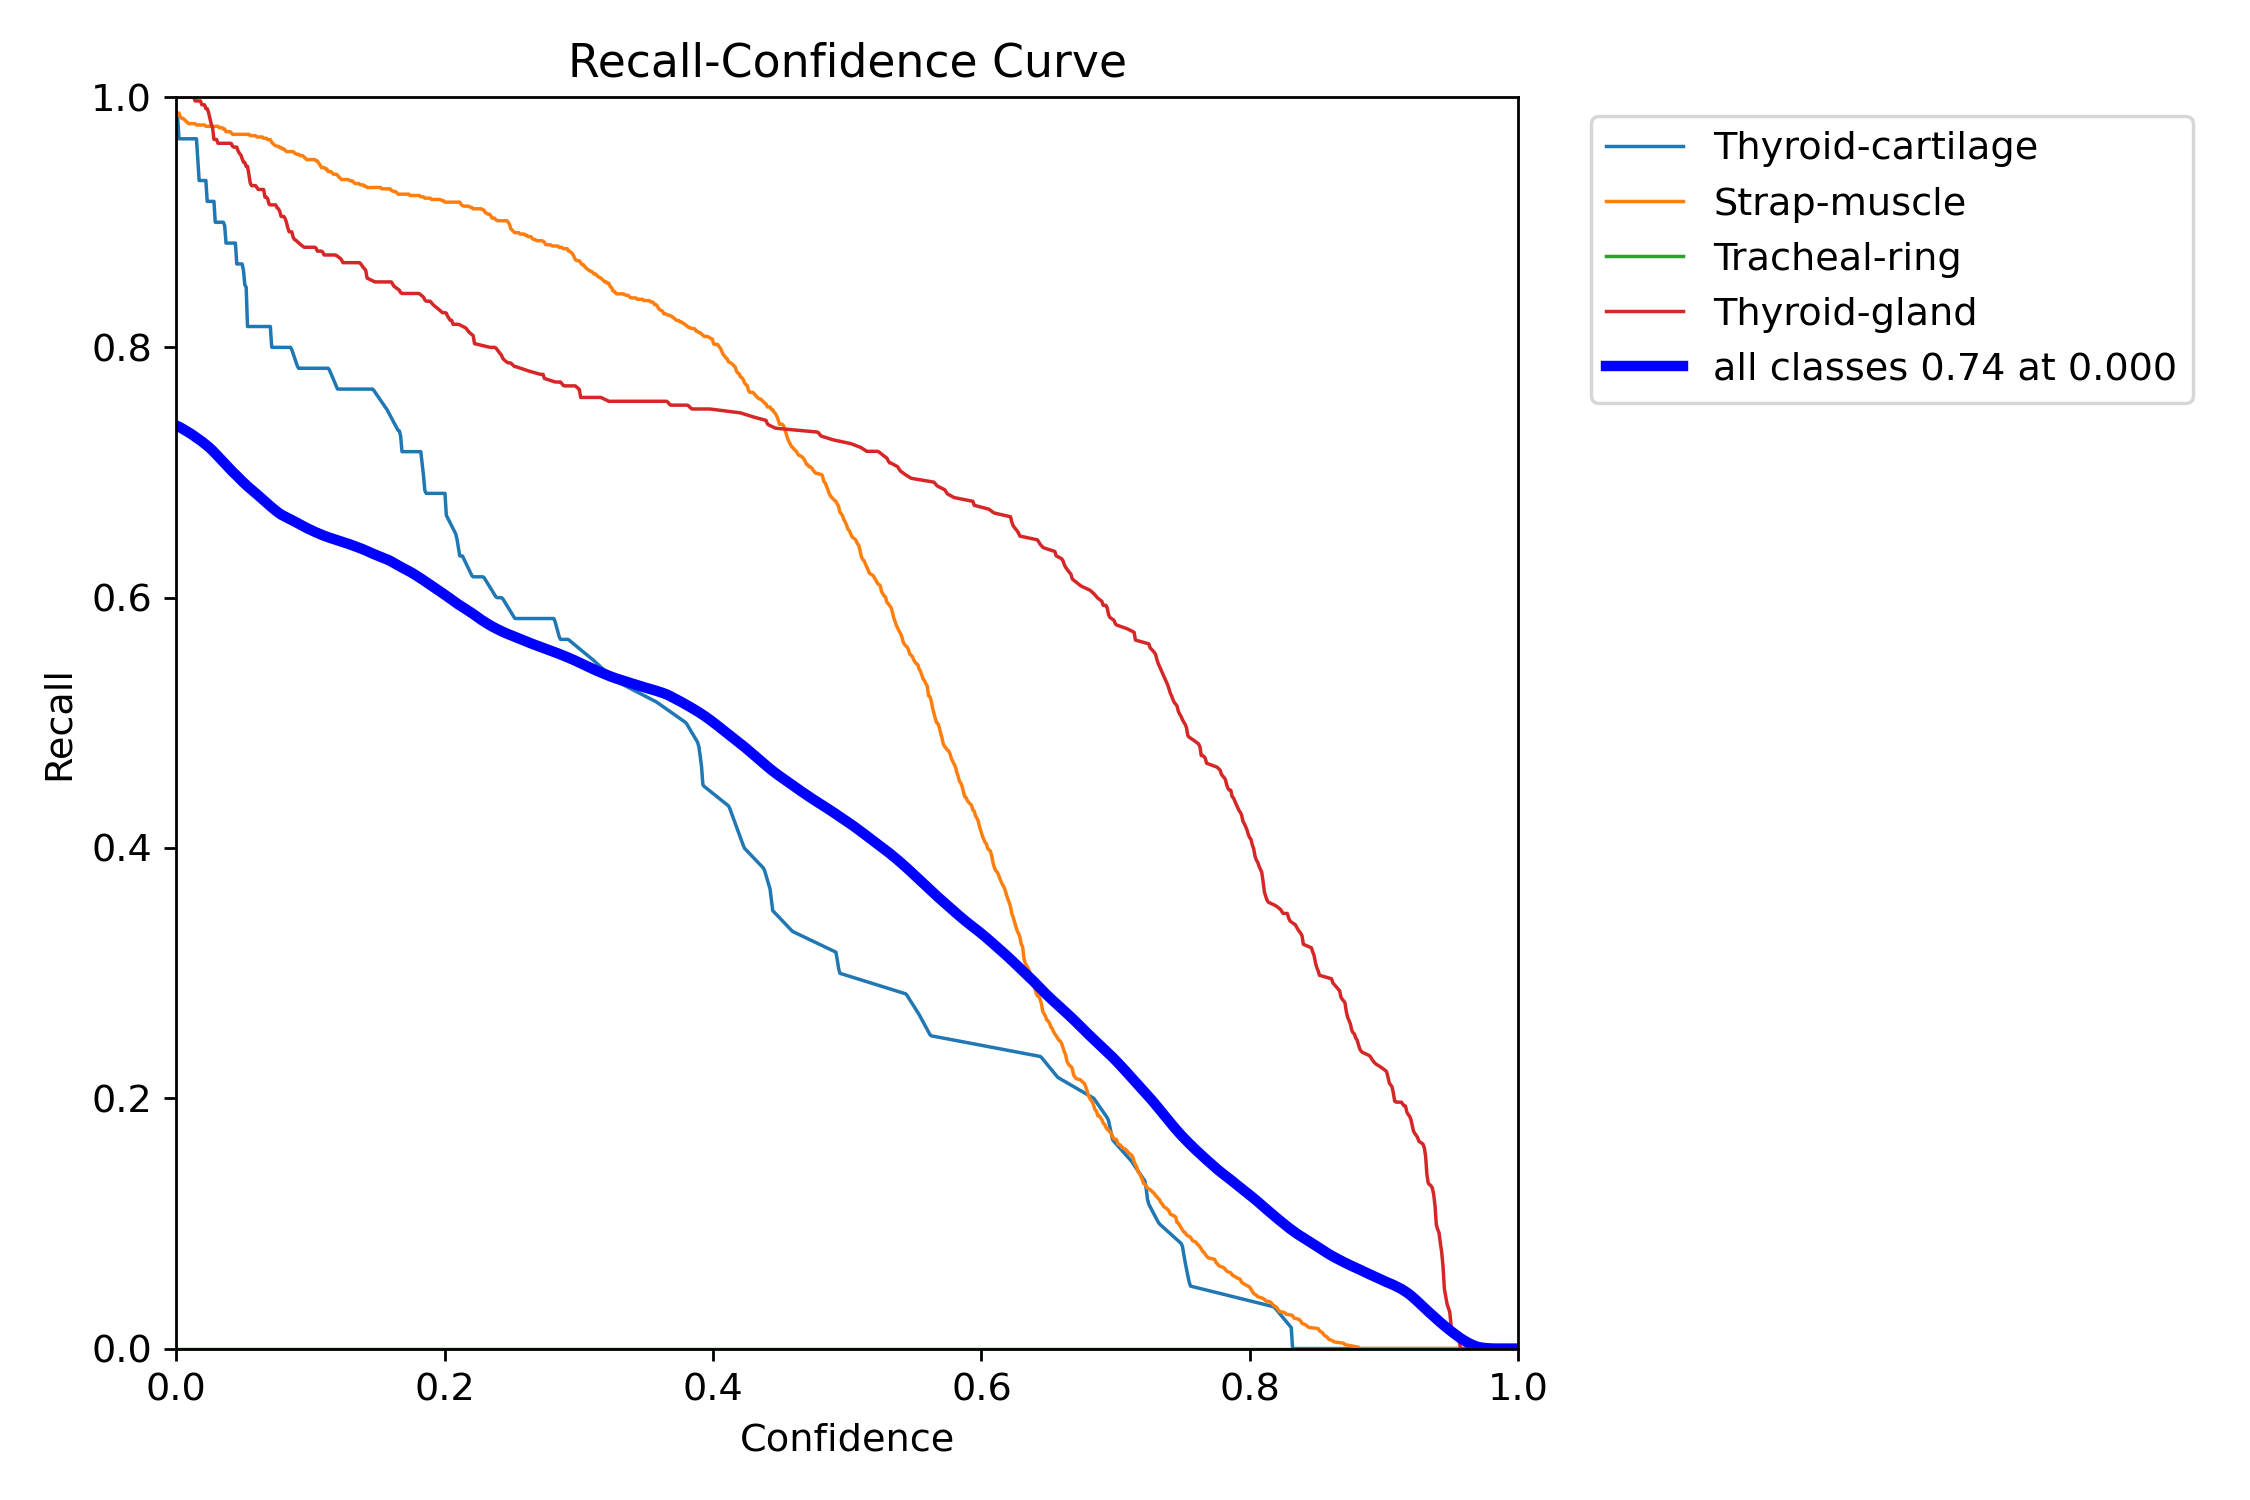 Recall-Confidence Curve
1.0
0.8
0.6
0.4
0.2
0.0
Recall
0.0 0.2 0.4 0.6 0.8 1.0
Confidence
Thyroid-cartilage
Strap-muscle
Tracheal-ring
Thyroid-gland
all classes 0.74 at 0.000